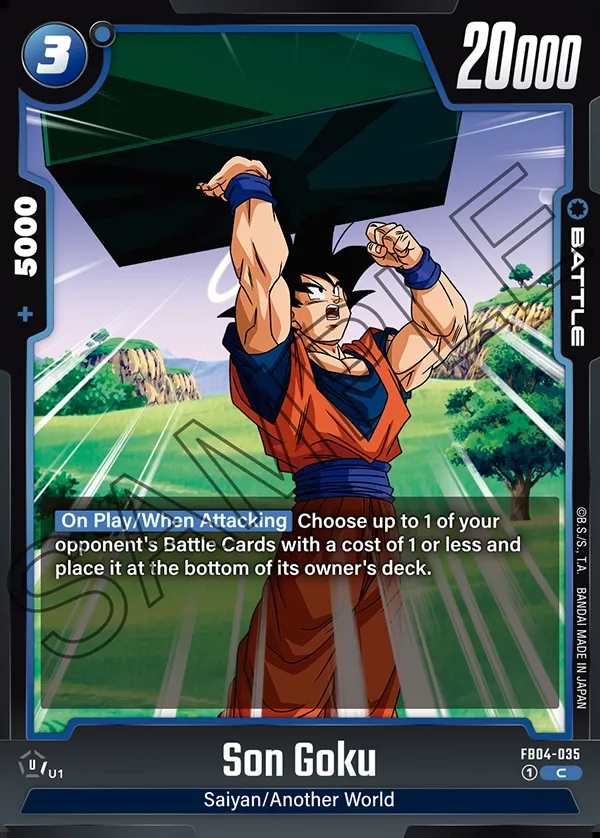 3
20000
+ 5000
BATTLE
SAMPLE
On Play/When Attacking Choose up to 1 of your
opponent's Battle Cards with a cost of 1 or less and
place it at the bottom of its owner's deck.
©B.S./S., T.A. BANDAI MADE IN JAPAN
Son Goku
FB04-035
U/U1
1 C
Saiyan/Another World